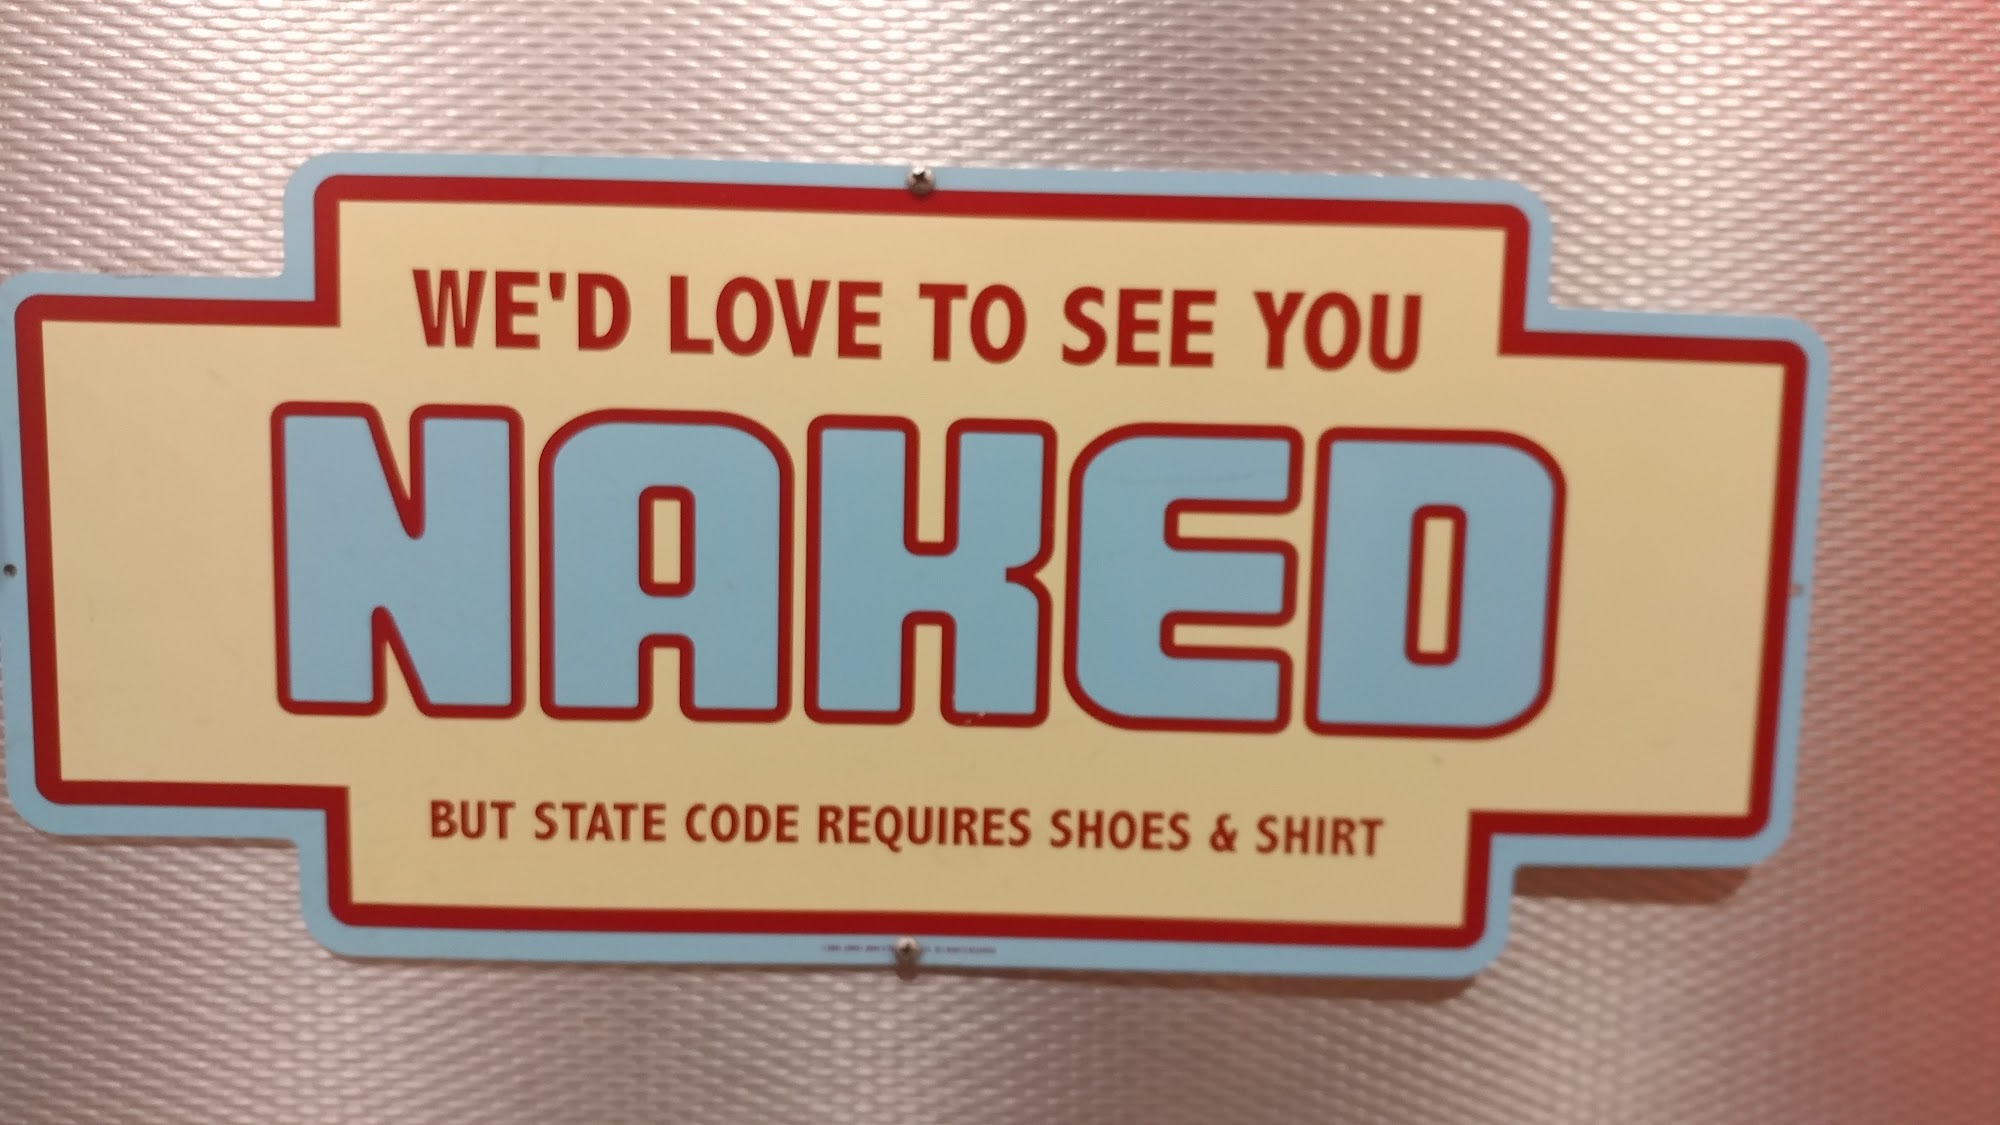 WE'D LOVE TO SEE YOU
NAKED
BUT STATE CODE REQUIRES SHOES & SHIRT